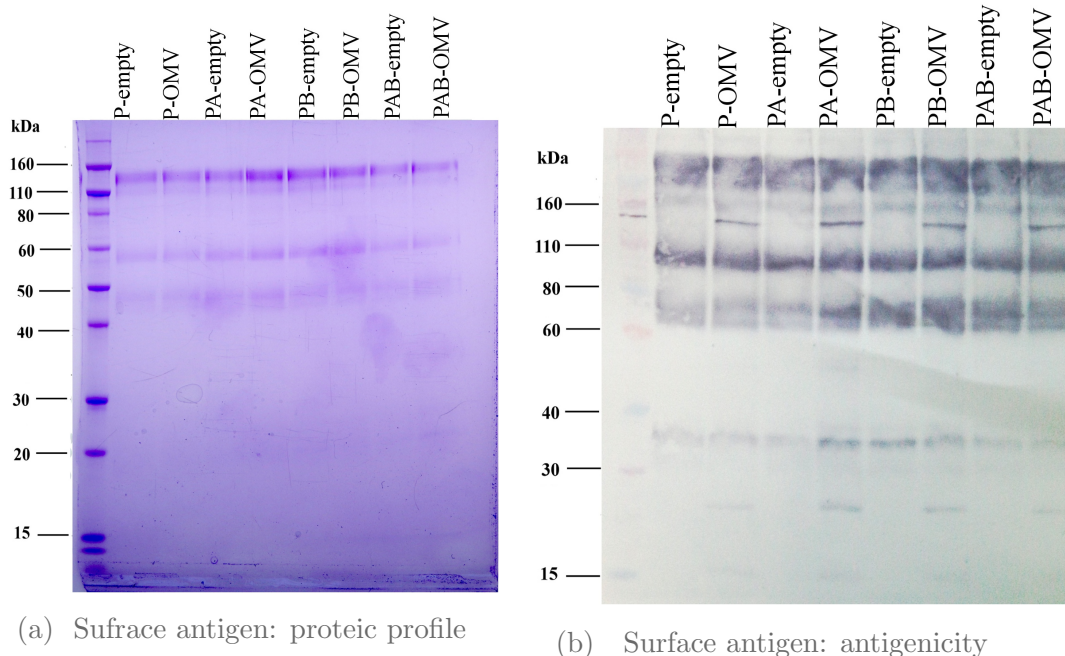 P-empty
P-OMV
PA-empty
PA-OMV
PB-empty
PB-OMV
PAB-empty
PAB-OMV
kDa
160
110
80
60
50
40
30
20
15
(a) Sufrace antigen: proteic profile
P-empty
P-OMV
PA-empty
PA-OMV
PB-empty
PB-OMV
PAB-empty
PAB-OMV
kDa
160
110
80
60
40
30
15
(b) Surface antigen: antigenicity